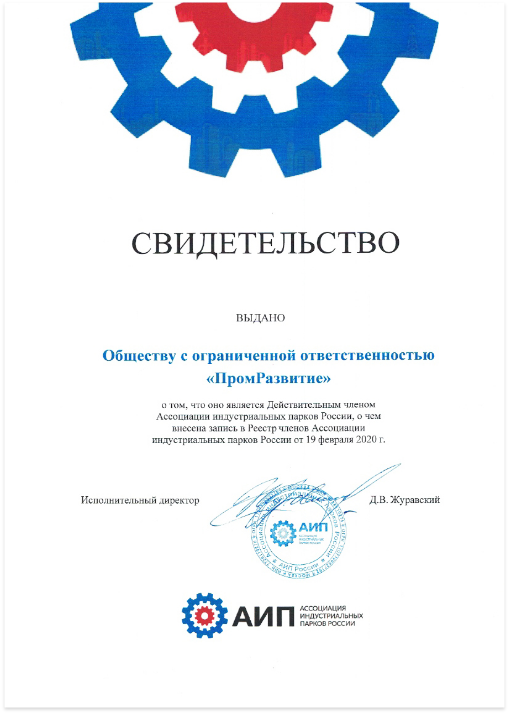 СВИДЕТЕЛЬСТВО
ВЫДАНО
Обществу с ограниченной ответственностью
«ПромРазвитие»
о том, что оно является Действительным членом
Ассоциации индустриальных парков России, о чем
внесена запись в Реестр членов Ассоциации
индустриальных парков России от 19 февраля 2020 г.
Исполнительный директор
Д.В. Журавский
АИП
АИП России
АИП
АССОЦИАЦИЯ
ИНДУСТРИАЛЬНЫХ
ПАРКОВ РОССИИ